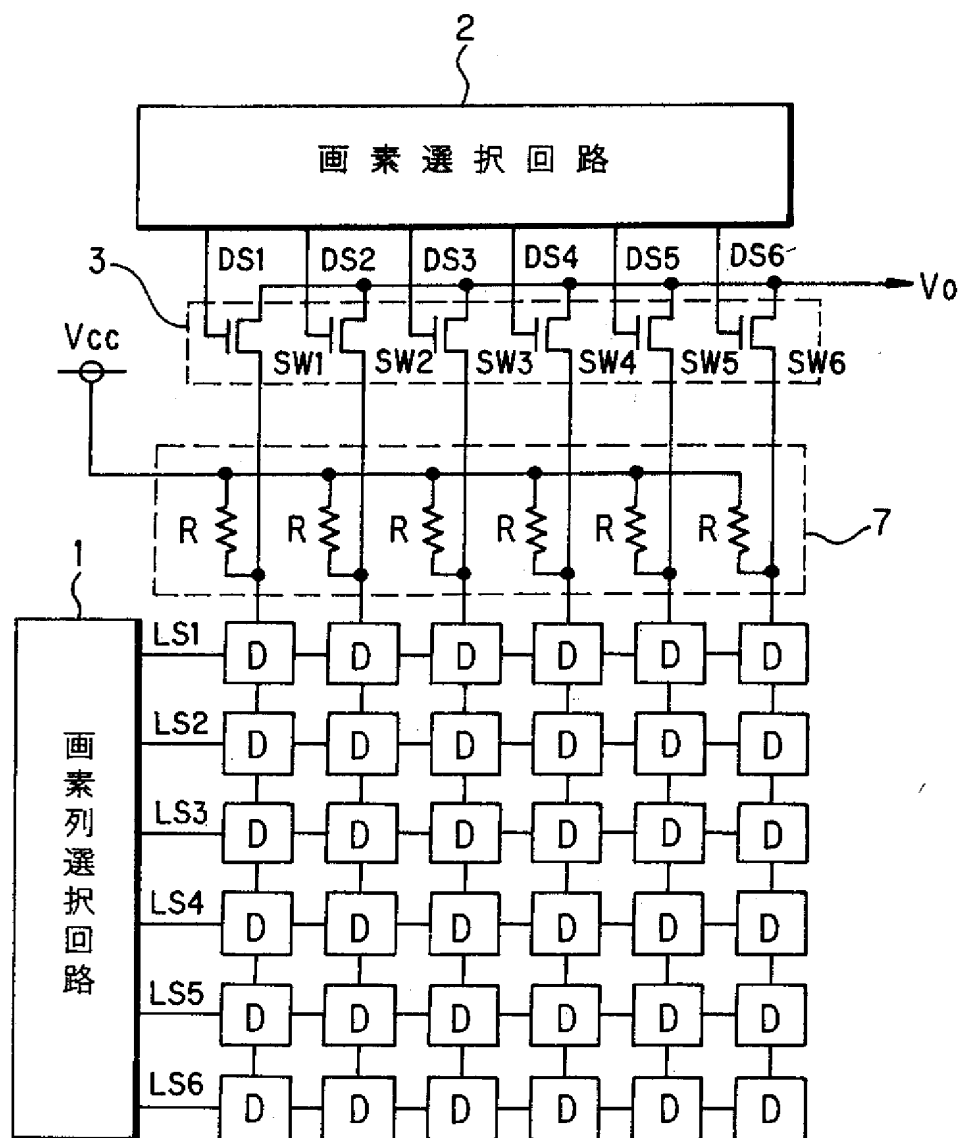 2
画素選択回路
DS1 DS2 DS3 DS4 DS5 DS6
3
Vo
Vcc
SW1 SW2 SW3 SW4 SW5 SW6
R R R R R R
7
1
画素列選択回路
LS1 D D D D D D
LS2 D D D D D D
LS3 D D D D D D
LS4 D D D D D D
LS5 D D D D D D
LS6 D D D D D D